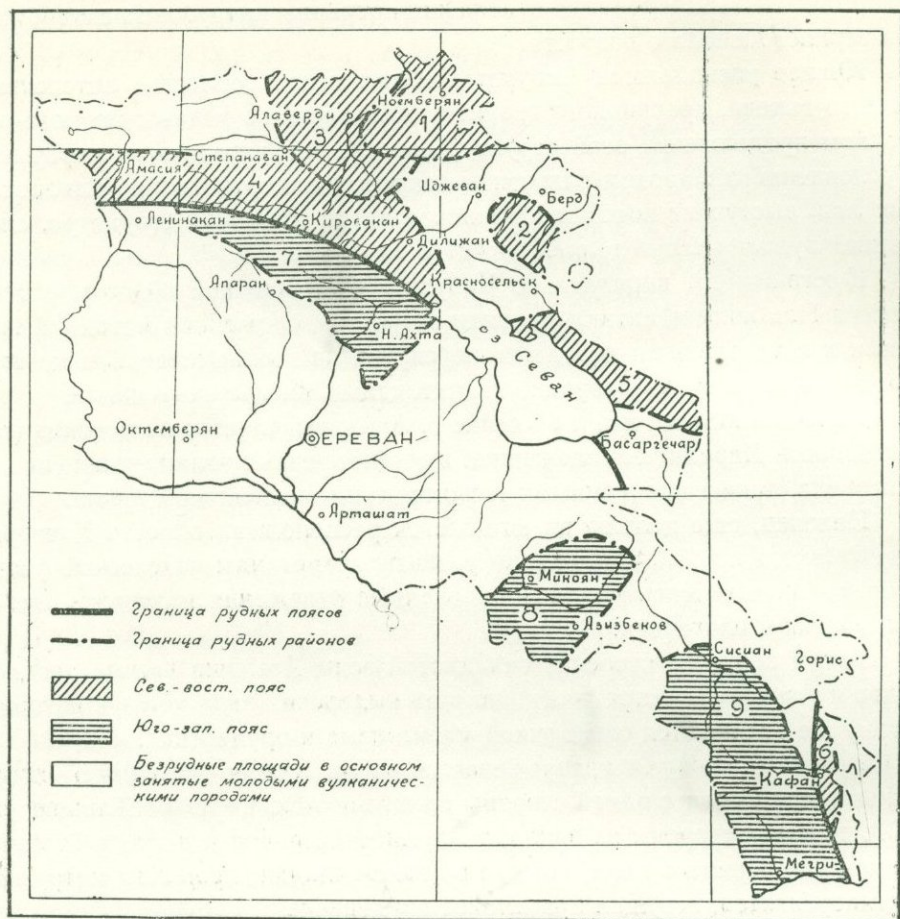 Ноемберян
Алаверди
1
3
Степанаван
Амасия
4
Иджеван
Берд
2
Ленинакан
Кировакан
Дилижан
7
Красносельск
Апаран
Н. Ахта
оз Севан
5
Октемберян
ЕРЕВАН
Басаргечар
Арташат
Микоян
8
Азизбеков
Сисиан
Горис
9
6
Кафан
Мегри
Граница рудных поясов
Граница рудных районов
Сев.-вост. пояс
Юго-зап. пояс
Безрудные площади в основном
занятые молодыми вулканичес-
кими породами